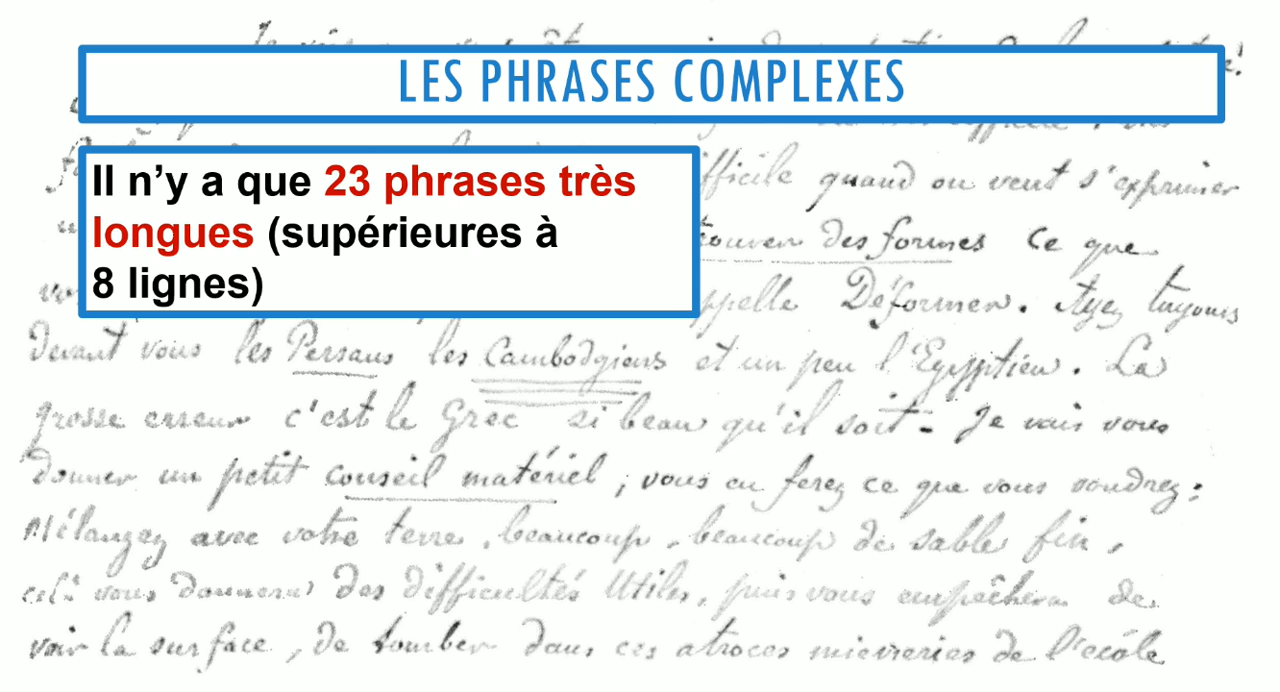 LES PHRASES COMPLEXES
Il n’y a que 23 phrases très
longues (supérieures à
8 lignes)
difficile quand on veut s'exprimer
trouver des formes Ce que
appelle Déformer. Ayez toujours
devant vous les Persans les Cambodgiens et un peu l'Egyptien. La
grosse erreur c'est le Grec si beau qu'il soit - Je vais vous
donner un petit conseil matériel ; vous en ferez ce que vous voudrez :
Mélangez avec votre terre, beaucoup, beaucoup de sable fin,
celà vous donnera des difficultés Utiles, puis vous empêchera de
voir la surface, de tomber dans ces atroces mievreries de l'école